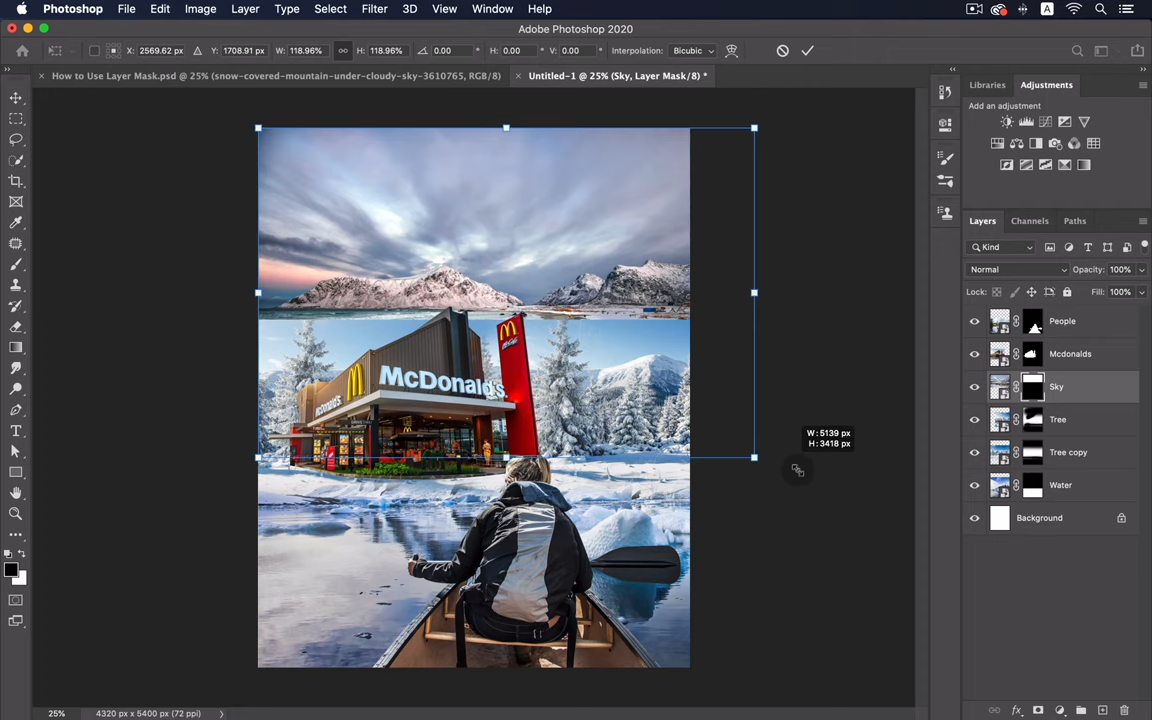 Photoshop File Edit Image Layer Type Select Filter 3D View Window Help A
Adobe Photoshop 2020
X: 2569.62 px Y: 1708.91 px W: 118.96% H: 118.96% 0.00 ° H: 0.00 ° V: 0.00 ° Interpolation: Bicubic
× How to Use Layer Mask.psd @ 25% (snow-covered-mountain-under-cloudy-sky-3610765, RGB/8)
× Untitled-1 @ 25% (Sky, Layer Mask/8) *
Libraries Adjustments
Add an adjustment
Layers Channels Paths
Kind
Normal Opacity: 100%
Lock: Fill: 100%
People
Mcdonalds
Sky
Tree
Tree copy
Water
Background
McDonald's
McDonald's
W: 5139 px
H: 3418 px
25% 4320 px x 5400 px (72 ppi)